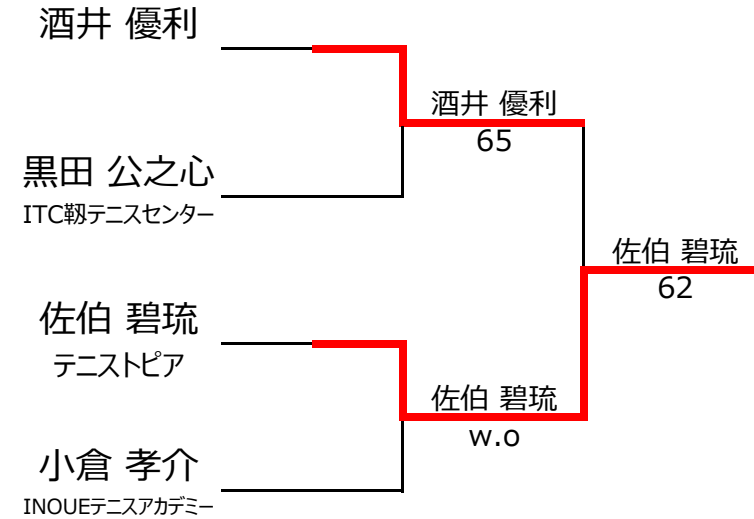 酒井 優利
酒井 優利
65
黒田 公之心
ITC靱テニスセンター
佐伯 碧琉
62
佐伯 碧琉
テニストピア
佐伯 碧琉
w.o
小倉 孝介
INOUEテニスアカデミー